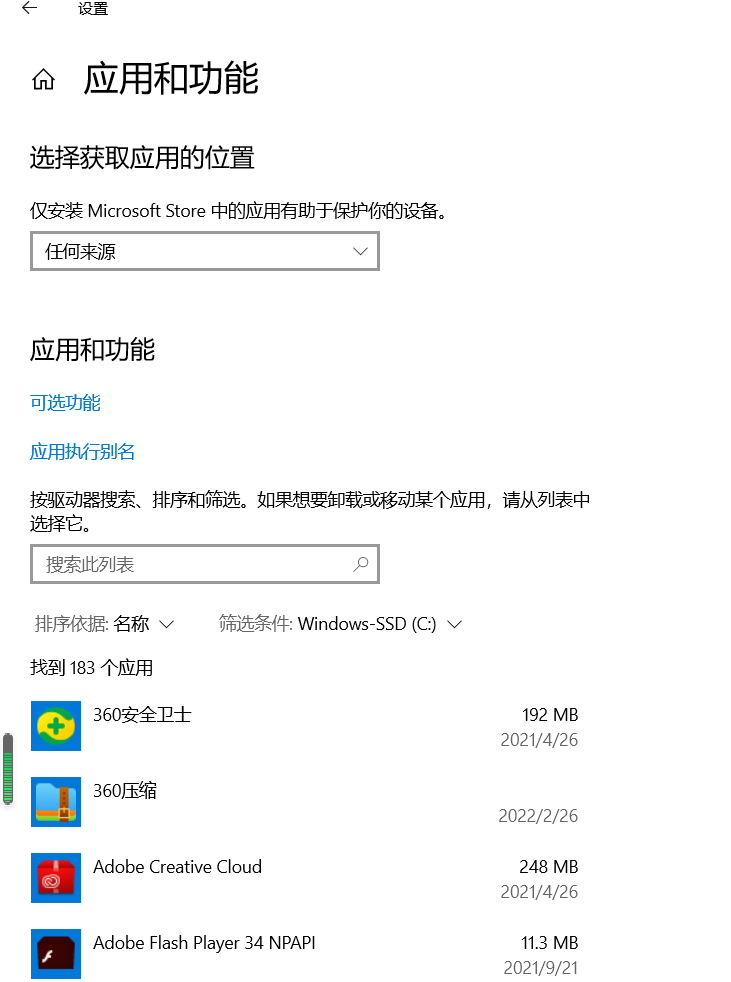 设置
应用和功能
选择获取应用的位置
仅安装 Microsoft Store 中的应用有助于保护你的设备。
任何来源
应用和功能
可选功能
应用执行别名
按驱动器搜索、排序和筛选。如果想要卸载或移动某个应用，请从列表中
选择它。
搜索此列表
排序依据: 名称 筛选条件: Windows-SSD (C:)
找到 183 个应用
360安全卫士 192 MB
2021/4/26
360压缩
2022/2/26
Adobe Creative Cloud 248 MB
2021/4/26
Adobe Flash Player 34 NPAPI 11.3 MB
2021/9/21